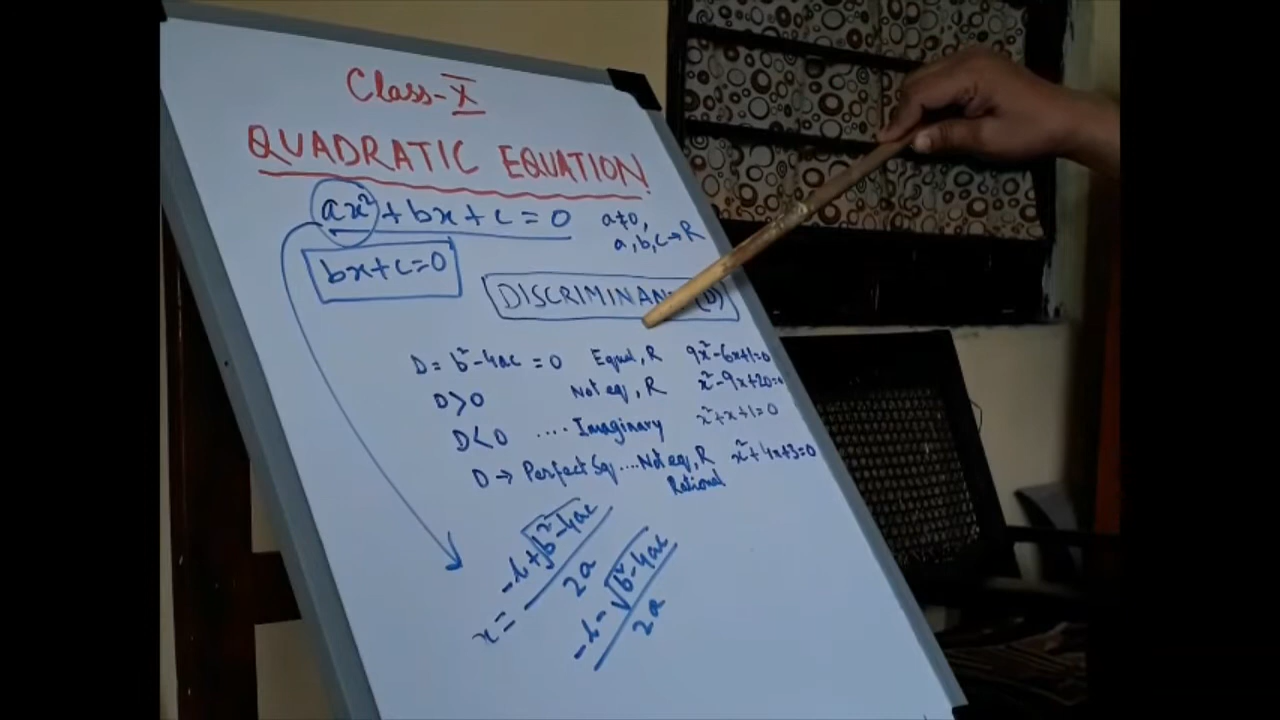 Class-X
QUADRATIC EQUATION
ax²+bx+c=0 a≠0,
a,b,c→R
bx+c=0
DISCRIMINANT (D)
D=b²-4ac=0 Equal, R 9x²-6x+1=0
D>0 Not eq, R x²-9x+20=0
D<0 .... Imaginary x²+x+1=0
D→ Perfect Sq ....Not eq, R x²+4x+3=0
Rational
x= -b+√b²-4ac
2a
-b-√b²-4ac
2a